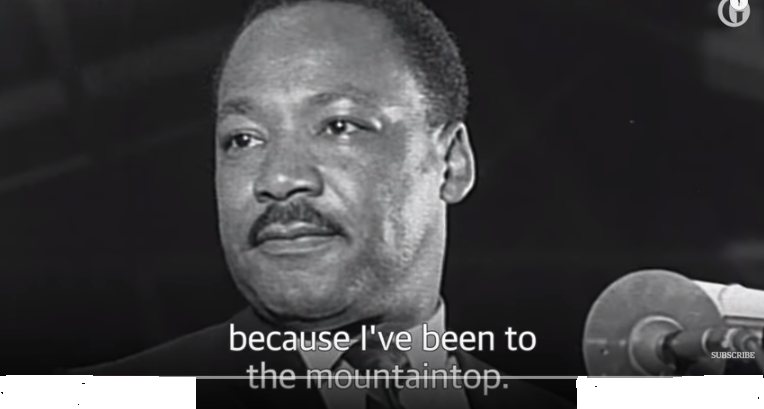 because I've been to
the mountaintop.
SUBSCRIBE